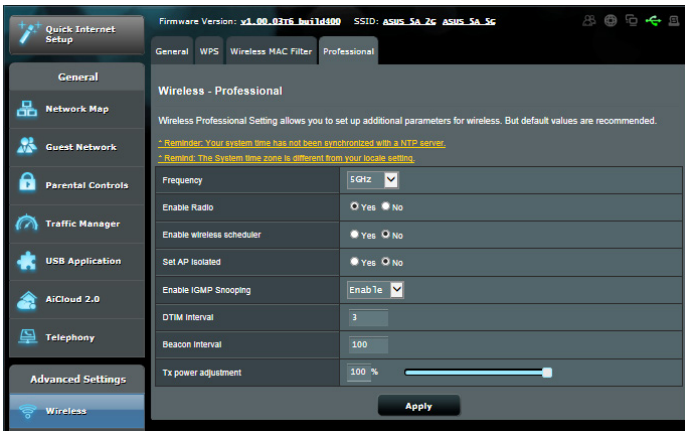 Quick Internet
Setup
Firmware Version: v1.00.03T6 build400 SSID: ASUS_5A_2G ASUS_5A_5G
General WPS Wireless MAC Filter Professional
General
Network Map
Guest Network
Parental Controls
Traffic Manager
USB Application
AiCloud 2.0
Telephony
Advanced Settings
Wireless
Wireless - Professional
Wireless Professional Setting allows you to set up additional parameters for wireless. But default values are recommended.
* Reminder: Your system time has not been synchronized with a NTP server.
* Remind: The System time zone is different from your locale setting.
Frequency 5GHz
Enable Radio Yes No
Enable wireless scheduler Yes No
Set AP Isolated Yes No
Enable IGMP Snooping Enable
DTIM Interval 3
Beacon Interval 100
Tx power adjustment 100 %
Apply